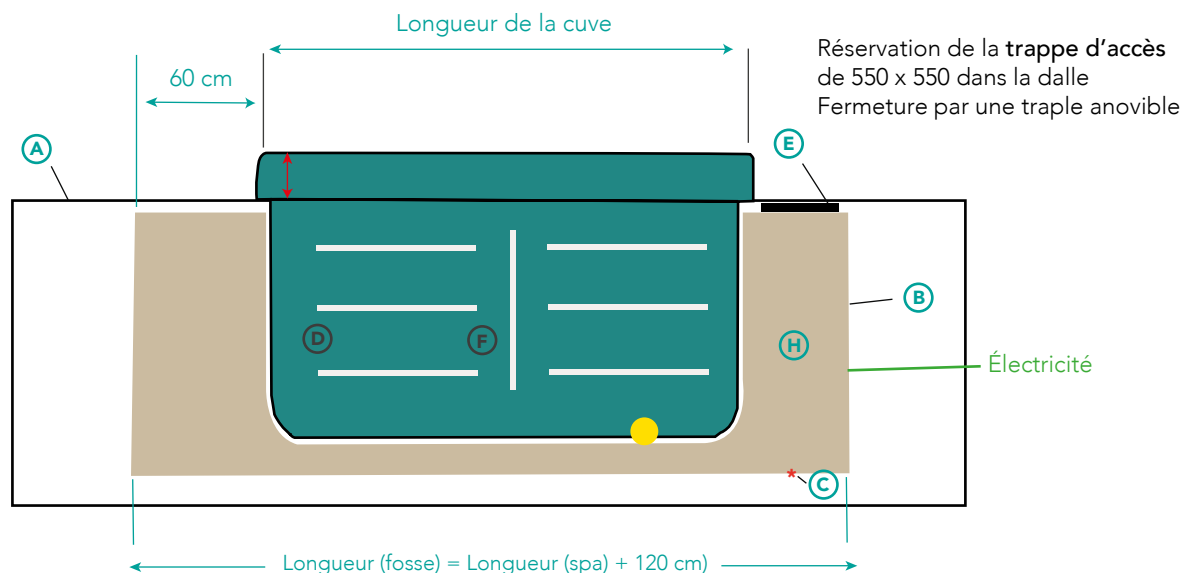 Longueur de la cuve
Réservation de la trappe d'accès
de 550 x 550 dans la dalle
Fermeture par une traple anovible
60 cm
A
E
B
D
F
H
Électricité
* C
Longueur (fosse) = Longueur (spa) + 120 cm)